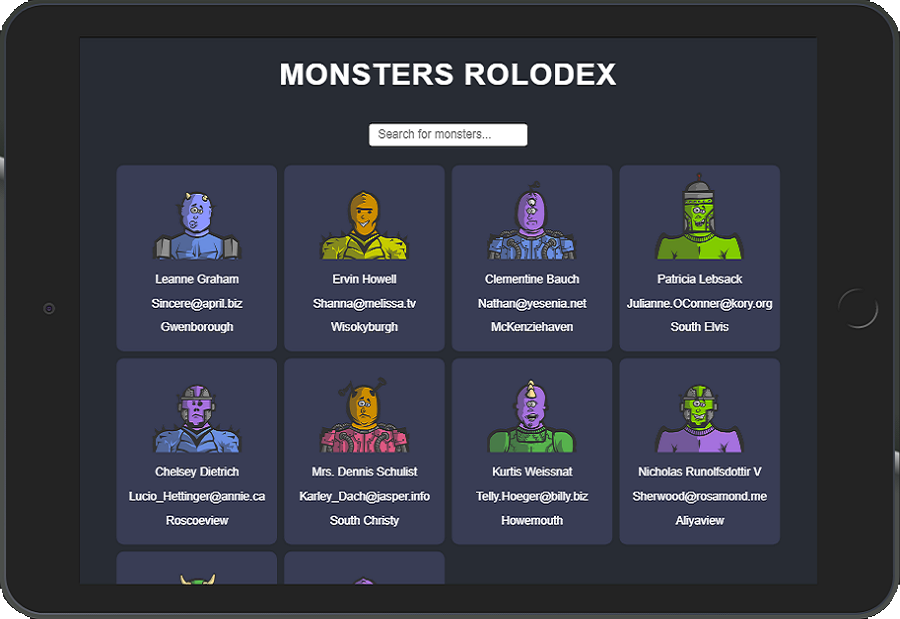 MONSTERS ROLODEX
Search for monsters...
Leanne Graham
Sincere@april.biz
Gwenborough
Ervin Howell
Shanna@melissa.tv
Wisokyburgh
Clementine Bauch
Nathan@yesenia.net
McKenziehaven
Patricia Lebsack
Julianne.OConner@kory.org
South Elvis
Chelsey Dietrich
Lucio_Hettinger@annie.ca
Roscoeview
Mrs. Dennis Schulist
Karley_Dach@jasper.info
South Christy
Kurtis Weissnat
Telly.Hoeger@billy.biz
Howemouth
Nicholas Runolfsdottir V
Sherwood@rosamond.me
Aliyaview